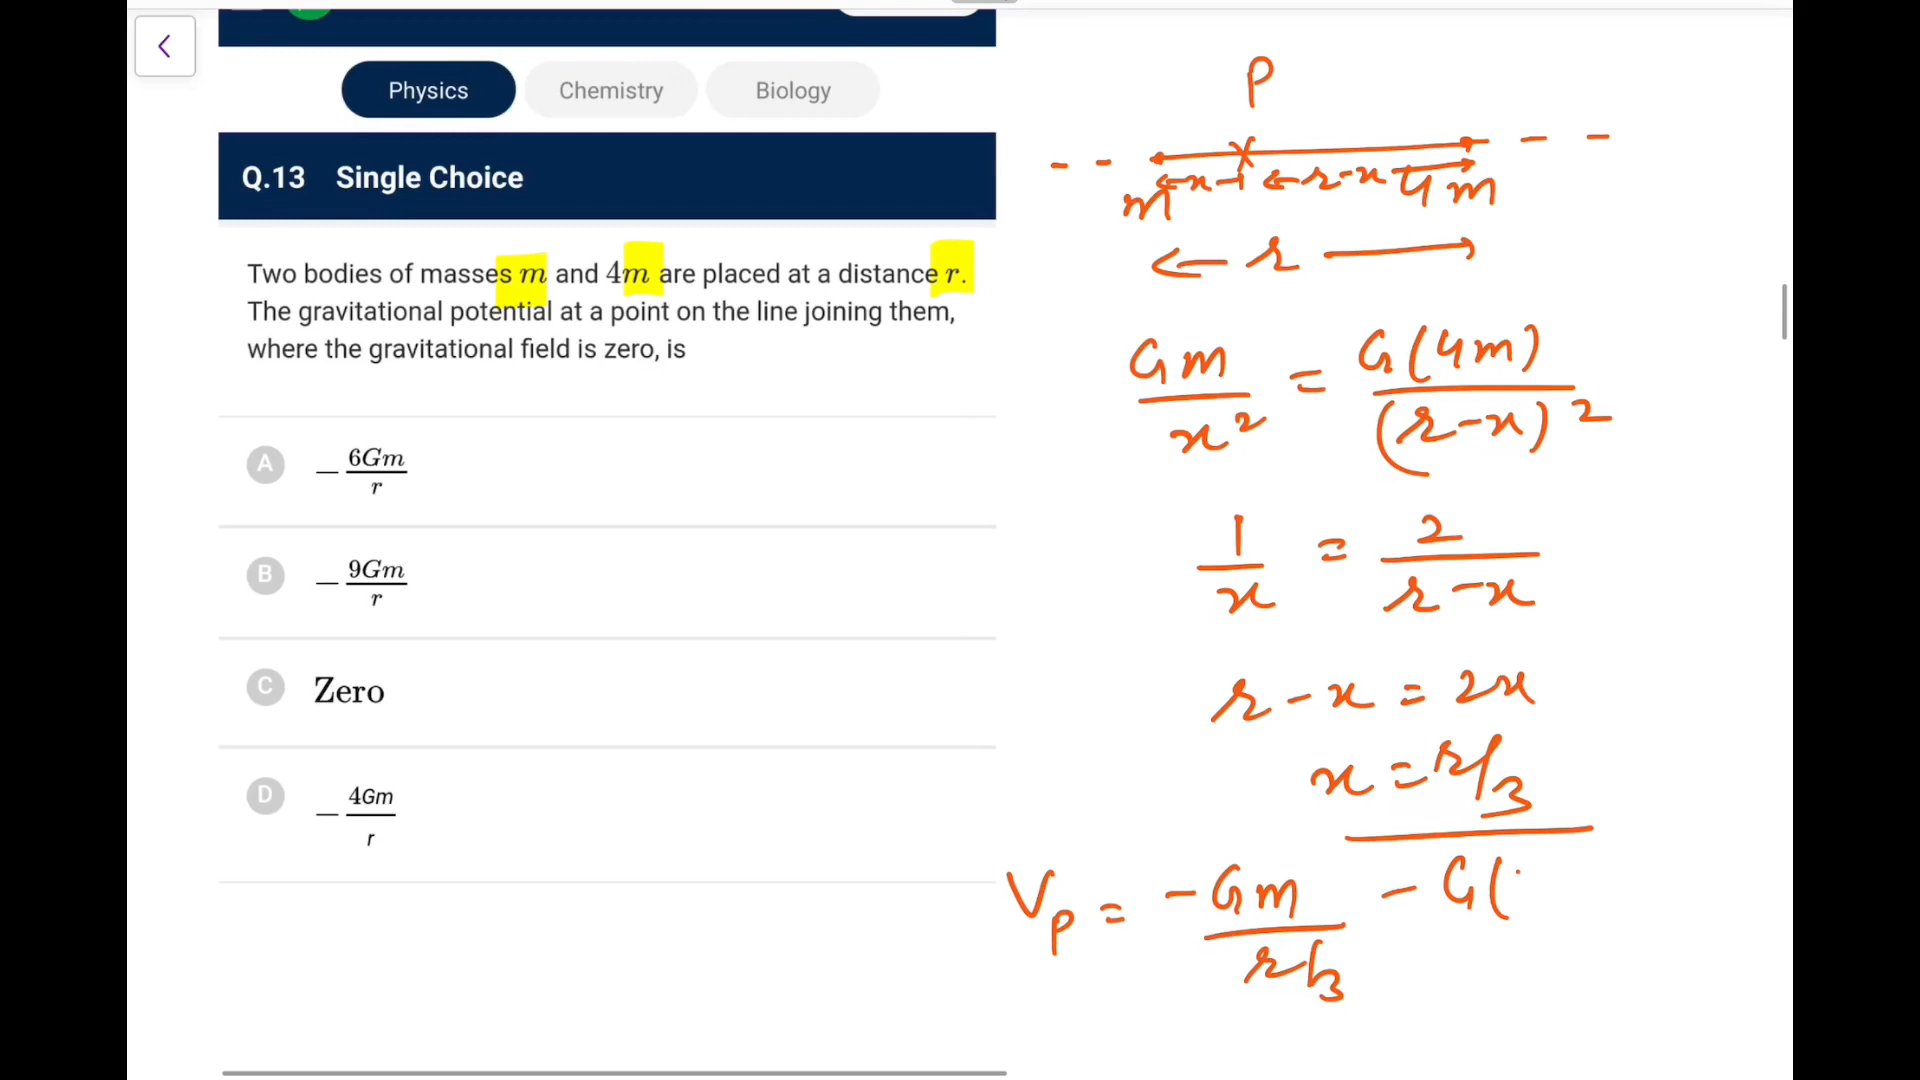 Physics
Chemistry
Biology
Q.13 Single Choice
Two bodies of masses m and 4m are placed at a distance r.
The gravitational potential at a point on the line joining them,
where the gravitational field is zero, is
A −6Gm/r
B −9Gm/r
C Zero
D −4Gm/r
P
x r-x
m 4m
r
Gm/x² = G(4m)/(r-x)²
1/x = 2/(r-x)
r-x = 2x
x = r/3
Vp = -Gm/(r/3) - G(